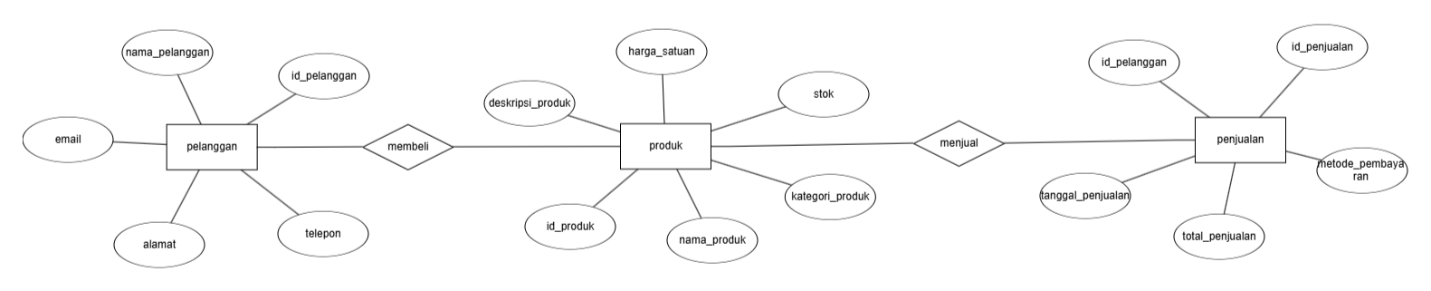 nama_pelanggan
id_pelanggan
email
pelanggan
alamat
telepon
membeli
harga_satuan
deskripsi_produk
stok
produk
id_produk
nama_produk
kategori_produk
menjual
id_pelanggan
id_penjualan
penjualan
tanggal_penjualan
total_penjualan
metode_pembaya
ran